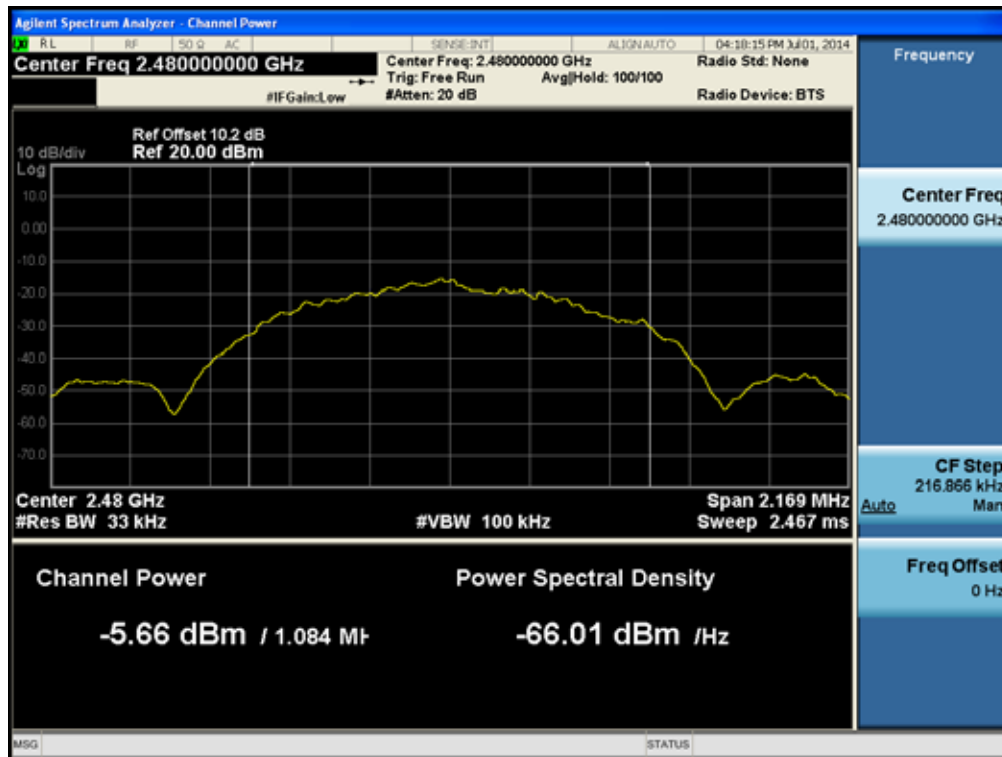 Agilent Spectrum Analyzer - Channel Power
RL RF 50 Ω AC SENSE:INT ALIGN AUTO 04:18:15 PM Jul 01, 2014
Center Freq 2.480000000 GHz
Center Freq: 2.480000000 GHz
Radio Std: None
Trig: Free Run Avg|Hold: 100/100
#IFGain:Low
#Atten: 20 dB
Radio Device: BTS
Ref Offset 10.2 dB
10 dB/div Ref 20.00 dBm
Log
10.0
0.00
-10.0
-20.0
-30.0
-40.0
-50.0
-60.0
-70.0
Center 2.48 GHz Span 2.169 MHz
#Res BW 33 kHz #VBW 100 kHz Sweep 2.467 ms
Channel Power Power Spectral Density
-5.66 dBm / 1.084 MH -66.01 dBm /Hz
MSG STATUS
Frequency
Center Freq
2.480000000 GHz
CF Step
216.866 kHz
Auto Man
Freq Offset
0 Hz